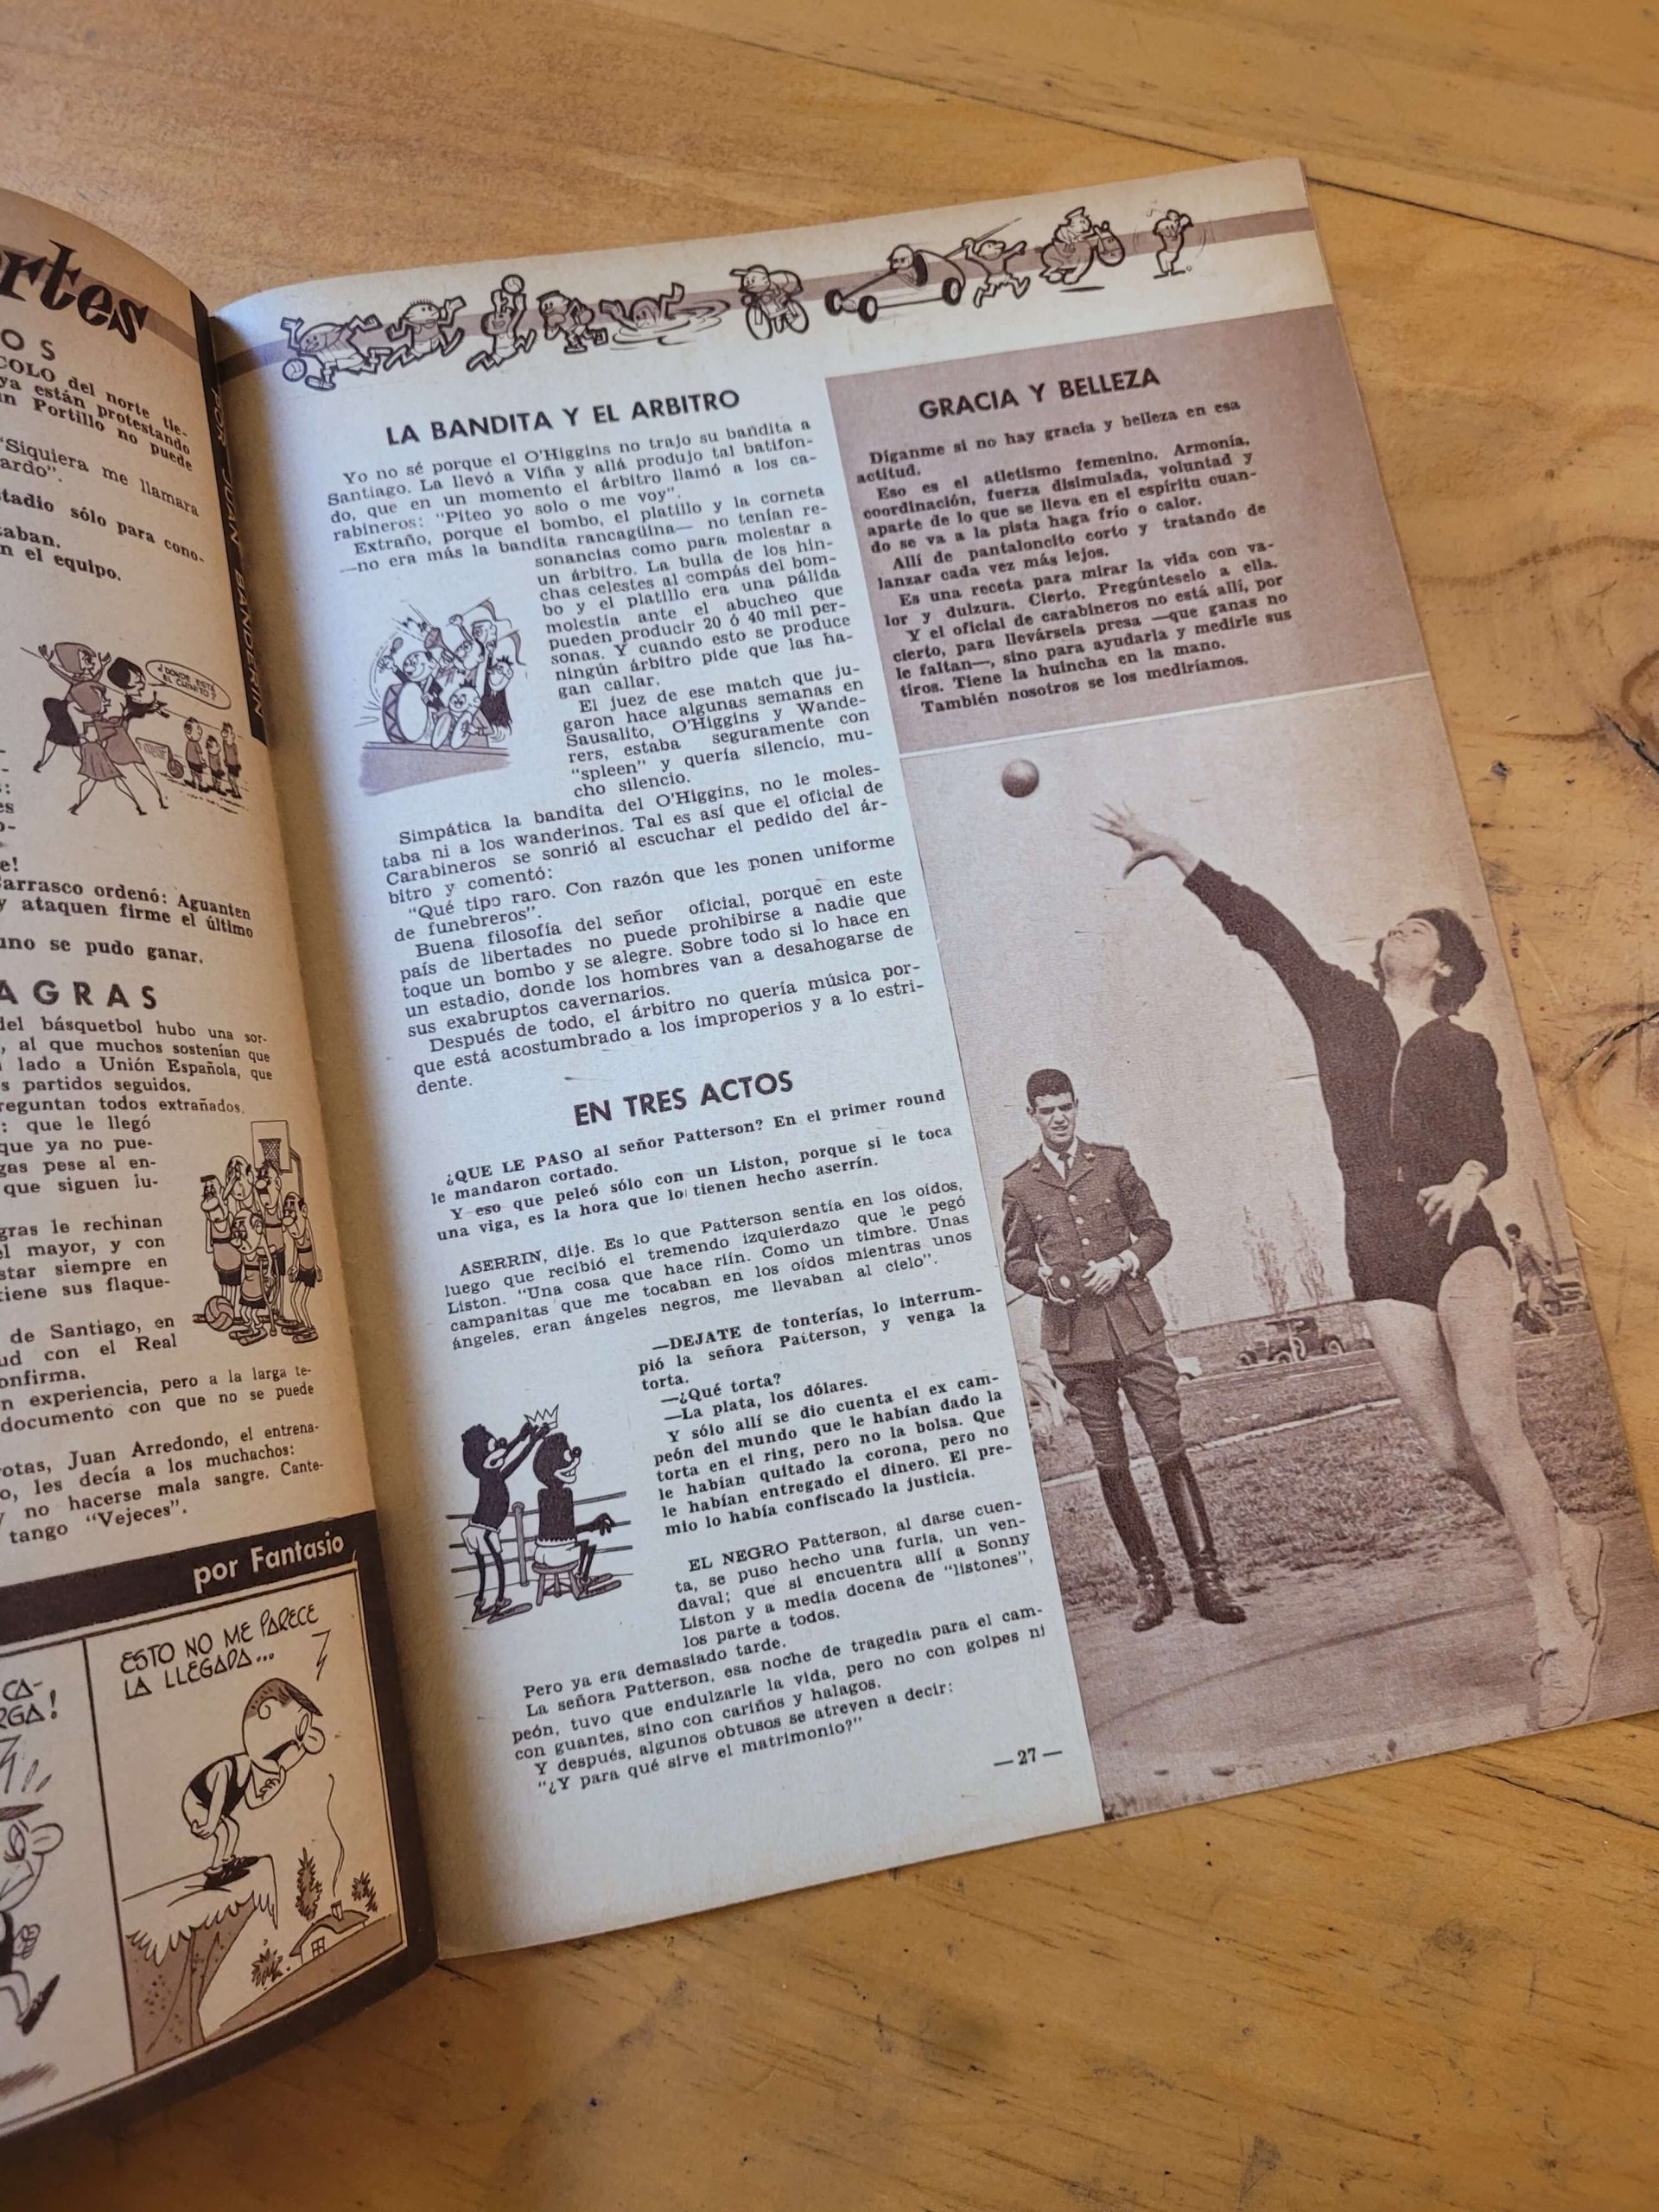 rtes
OS
COLO del norte tie-
ya están protestando
un Portillo no puede
"Siquiera me llamara
ardo".
stadio sólo para cono-
taban.
n el equipo.
¿DONDE ESTÁ
EL CUNETO?
e!
Carrasco ordenó: Aguanten
y ataquen firme el último
uno se pudo ganar.
AGRAS
del básquetbol hubo una sor-
, al que muchos sostenían que
lado a Unión Española, que
s partidos seguidos.
reguntan todos extrañados.
: que le llegó
que ya no pue-
gas pese al en-
que siguen ju-
gras le rechinan
el mayor, y con
star siempre en
tiene sus flaque-
de Santiago, en
ud con el Real
onfirma.
n experiencia, pero a la larga te-
documento con que no se puede
otas, Juan Arredondo, el entrena-
o, les decía a los muchachos:
y no hacerse mala sangre. Cante-
tango "Vejeces".
por Fantasio
CA-
RGA!
ESTO NO ME PARECE
LA LLEGADA...
POR JUAN BANDERIN
LA BANDITA Y EL ARBITRO
Yo no sé porque el O'Higgins no trajo su bandita a
Santiago. La llevó a Viña y allá produjo tal batifon-
do, que en un momento el árbitro llamó a los ca-
rabineros: "Piteo yo solo o me voy".
Extraño, porque el bombo, el platillo y la corneta
—no era más la bandita rancagüina— no tenían re-
sonancias como para molestar a
un árbitro. La bulla de los hin-
chas celestes al compás del bom-
bo y el platillo era una pálida
molestia ante el abucheo que
pueden producir 20 ó 40 mil per-
sonas. Y cuando esto se produce
ningún árbitro pide que las ha-
gan callar.
El juez de ese match que ju-
garon hace algunas semanas en
Sausalito, O'Higgins y Wande-
rers, estaba seguramente con
"spleen" y quería silencio, mu-
cho silencio.
Simpática la bandita del O'Higgins, no le moles-
taba ni a los wanderinos. Tal es así que el oficial de
Carabineros se sonrió al escuchar el pedido del ár-
bitro y comentó:
"Qué tipo raro. Con razón que les ponen uniforme
de funebreros".
Buena filosofía del señor oficial, porque en este
país de libertades no puede prohibirse a nadie que
toque un bombo y se alegre. Sobre todo si lo hace en
un estadio, donde los hombres van a desahogarse de
sus exabruptos cavernarios.
Después de todo, el árbitro no quería música por-
que está acostumbrado a los improperios y a lo estri-
dente.
EN TRES ACTOS
¿QUE LE PASO al señor Patterson? En el primer round
le mandaron cortado.
Y eso que peleó sólo con un Liston, porque si le toca
una viga, es la hora que lo tienen hecho aserrín.
ASERRIN, dije. Es lo que Patterson sentía en los oídos,
luego que recibió el tremendo izquierdazo que le pegó
Liston. "Una cosa que hace riín. Como un timbre. Unas
campanitas que me tocaban en los oídos mientras unos
ángeles, eran ángeles negros, me llevaban al cielo".
—DEJATE de tonterías, lo interrum-
pió la señora Patterson, y venga la
torta.
—¿Qué torta?
—La plata, los dólares.
Y sólo allí se dio cuenta el ex cam-
peón del mundo que le habían dado la
torta en el ring, pero no la bolsa. Que
le habían quitado la corona, pero no
le habían entregado el dinero. El pre-
mio lo había confiscado la justicia.
EL NEGRO Patterson, al darse cuen-
ta, se puso hecho una furia, un ven-
daval; que si encuentra allí a Sonny
Liston y a media docena de "listones",
los parte a todos.
Pero ya era demasiado tarde.
La señora Patterson, esa noche de tragedia para el cam-
peón, tuvo que endulzarle la vida, pero no con golpes ni
con guantes, sino con cariños y halagos.
Y después, algunos obtusos se atreven a decir:
"¿Y para qué sirve el matrimonio?"
— 27 —
GRACIA Y BELLEZA
Díganme si no hay gracia y belleza en esa
actitud.
Eso es el atletismo femenino. Armonía,
coordinación, fuerza disimulada, voluntad y
aparte de lo que se lleva en el espíritu cuan-
do se va a la pista haga frío o calor.
Allí de pantaloncito corto y tratando de
lanzar cada vez más lejos.
Es una receta para mirar la vida con va-
lor y dulzura. Cierto. Pregúnteselo a ella.
Y el oficial de carabineros no está allí, por
cierto, para llevársela presa —que ganas no
le faltan—, sino para ayudarla y medirle sus
tiros. Tiene la huincha en la mano.
También nosotros se los mediríamos.